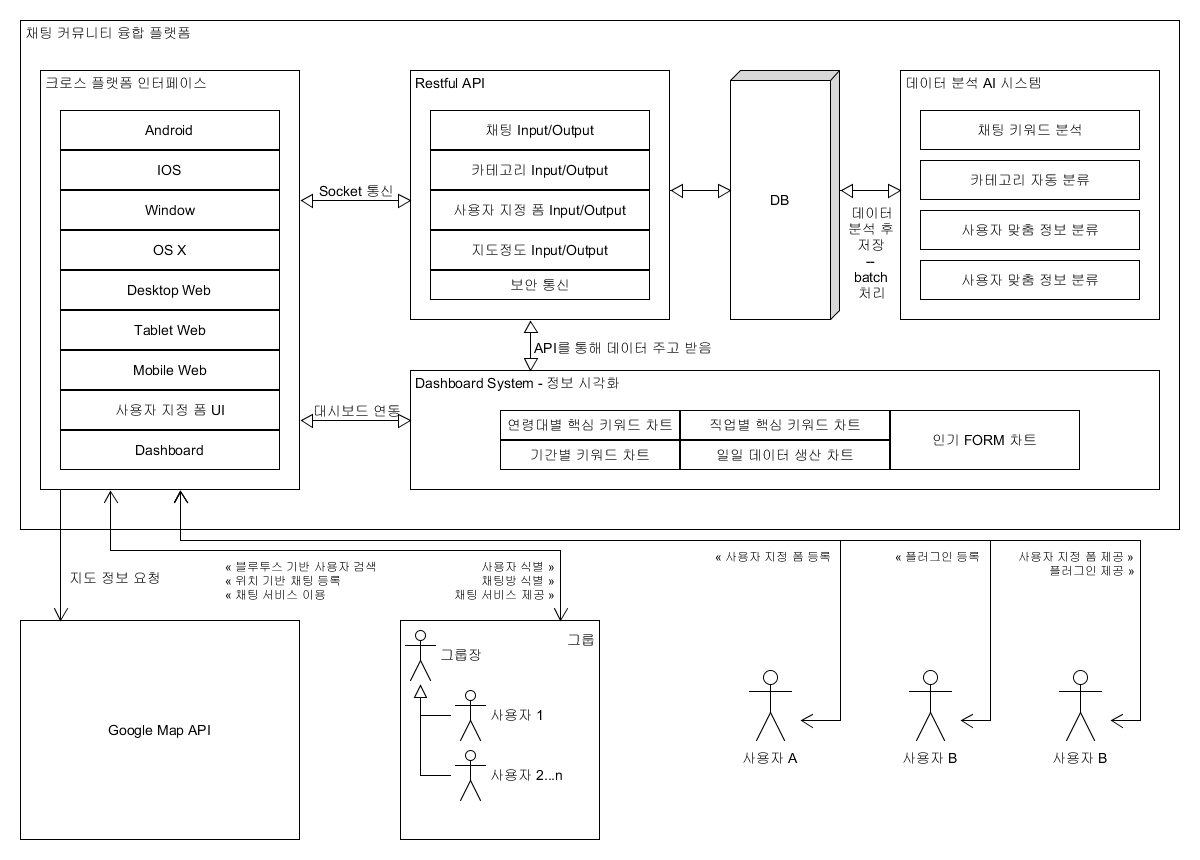 채팅 커뮤니티 융합 플랫폼
크로스 플랫폼 인터페이스
Android
IOS
Window
OS X
Desktop Web
Tablet Web
Mobile Web
사용자 지정 폼 UI
Dashboard
Socket 통신
대시보드 연동
Restful API
채팅 Input/Output
카테고리 Input/Output
사용자 지정 폼 Input/Output
지도정도 Input/Output
보안 통신
DB
데이터
분석 후
저장
--
batch
처리
데이터 분석 AI 시스템
채팅 키워드 분석
카테고리 자동 분류
사용자 맞춤 정보 분류
사용자 맞춤 정보 분류
API를 통해 데이터 주고 받음
Dashboard System - 정보 시각화
연령대별 핵심 키워드 차트
직업별 핵심 키워드 차트
기간별 키워드 차트
일일 데이터 생산 차트
인기 FORM 차트
지도 정보 요청
« 블루투스 기반 사용자 검색
« 위치 기반 채팅 등록
« 채팅 서비스 이용
사용자 식별 »
채팅방 식별 »
채팅 서비스 제공 »
« 사용자 지정 폼 등록
« 플러그인 등록
사용자 지정 폼 제공 »
플러그인 제공 »
Google Map API
그룹
그룹장
사용자 1
사용자 2...n
사용자 A
사용자 B
사용자 B